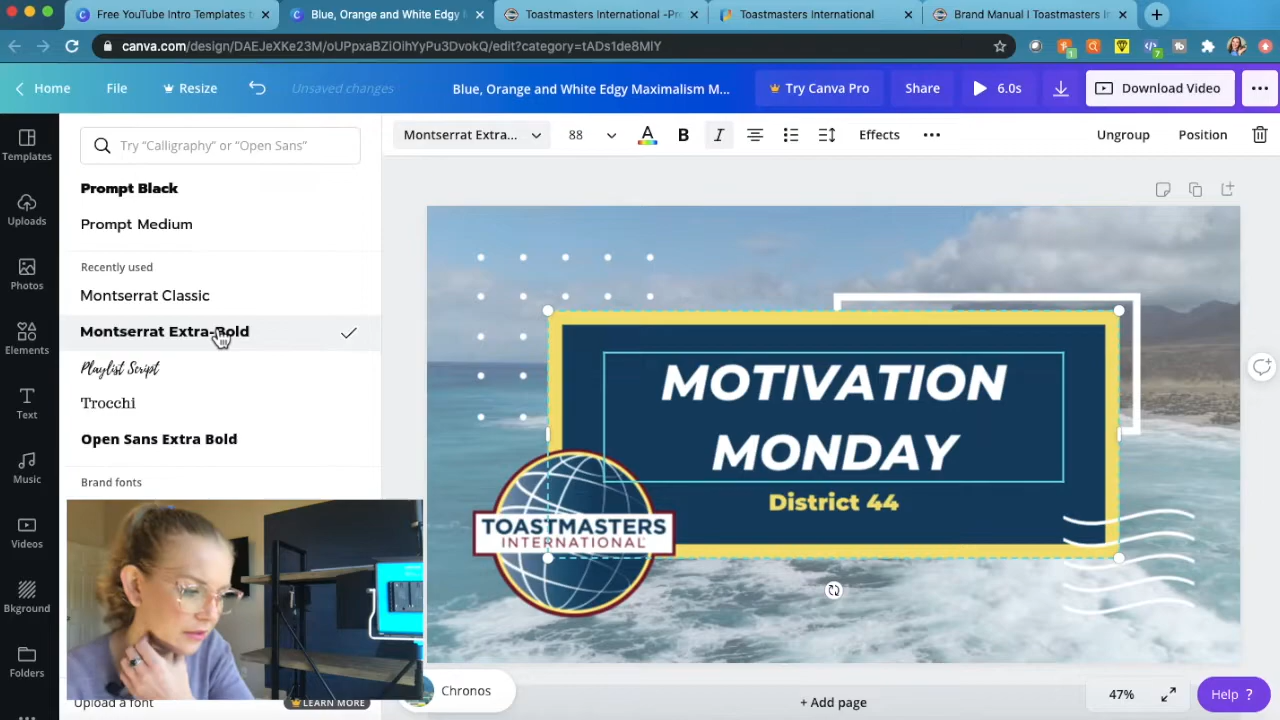 Free YouTube Intro Templates t
Blue, Orange and White Edgy M
Toastmasters International -Pr
Toastmasters International
Brand Manual | Toastmasters In
canva.com/design/DAEJeXKe23M/oUPpxaBZiOlhYyPu3DvokQ/edit?category=tADs1de8MlY
1
7
Home
File
Resize
Unsaved changes
Blue, Orange and White Edgy Maximalism M...
Try Canva Pro
Share
6.0s
Download Video
Templates
Uploads
Photos
Elements
Text
Music
Videos
Bkground
Folders
Try “Calligraphy” or “Open Sans”
Prompt Black
Prompt Medium
Recently used
Montserrat Classic
Montserrat Extra-Bold
Playlist Script
Trocchi
Open Sans Extra Bold
Brand fonts
Upload a font
LEARN MORE
Montserrat Extra...
88
A
B
I
Effects
Ungroup
Position
MOTIVATION
MONDAY
District 44
TOASTMASTERS
INTERNATIONAL
Chronos
+ Add page
47%
Help ?